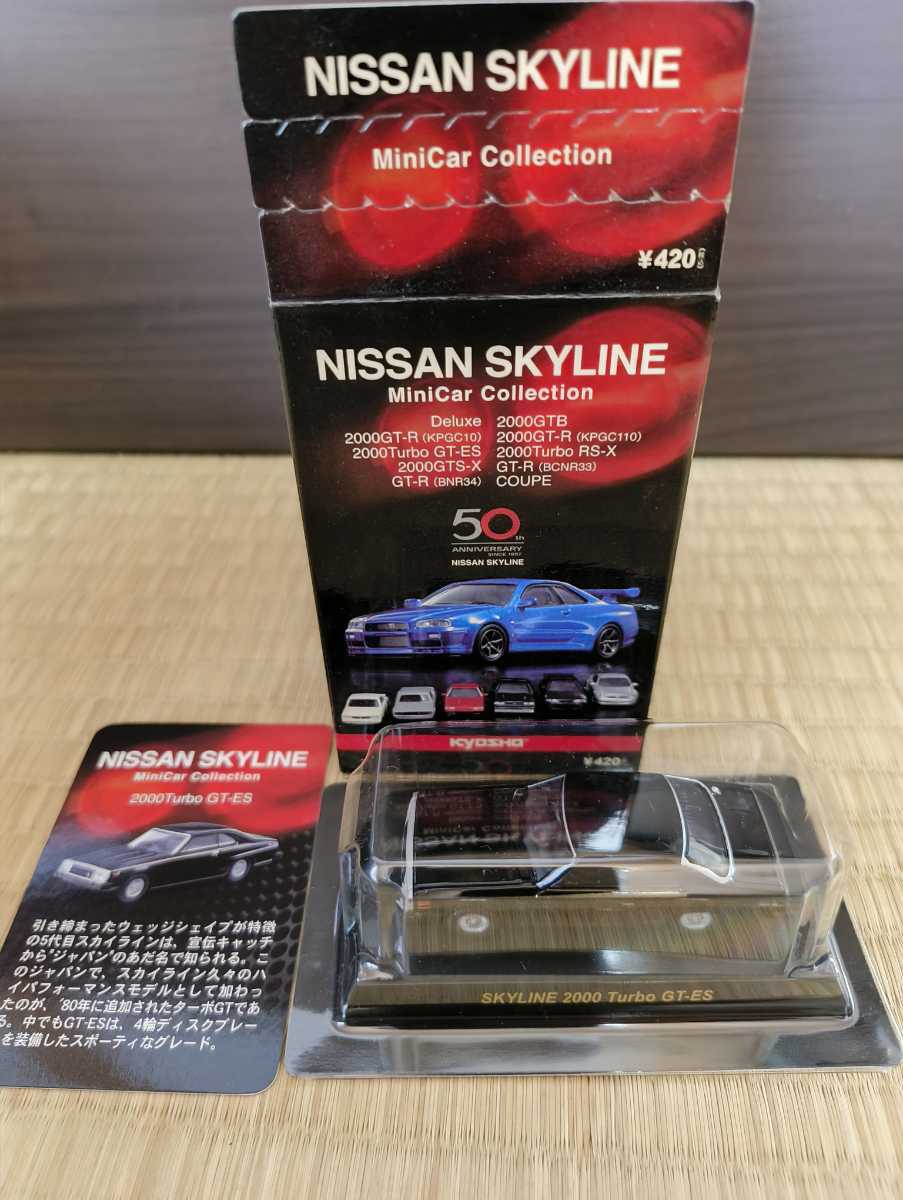 NISSAN SKYLINE
MiniCar Collection
¥420
NISSAN SKYLINE
MiniCar Collection
Deluxe 2000GTB
2000GT-R (KPGC10) 2000GT-R (KPGC110)
2000Turbo GT-ES 2000Turbo RS-X
2000GTS-X GT-R (BCNR33)
GT-R (BNR34) COUPE
50th
ANNIVERSARY
SINCE 1957
NISSAN SKYLINE
KYOSHO
¥420
NISSAN SKYLINE
MiniCar Collection
2000Turbo GT-ES
引き締まったウェッジシェイプが特徴
の5代目スカイラインは、宣伝キャッチ
から'ジャパン'のあだ名で知られる。こ
のジャパンで、スカイライン久々のハ
イパフォーマンスモデルとして加わっ
たのが、'80年に追加されたターボGTであ
る。中でもGT-ESは、4輪ディスクブレー
を装備したスポーティなグレード。
SKYLINE 2000 Turbo GT-ES